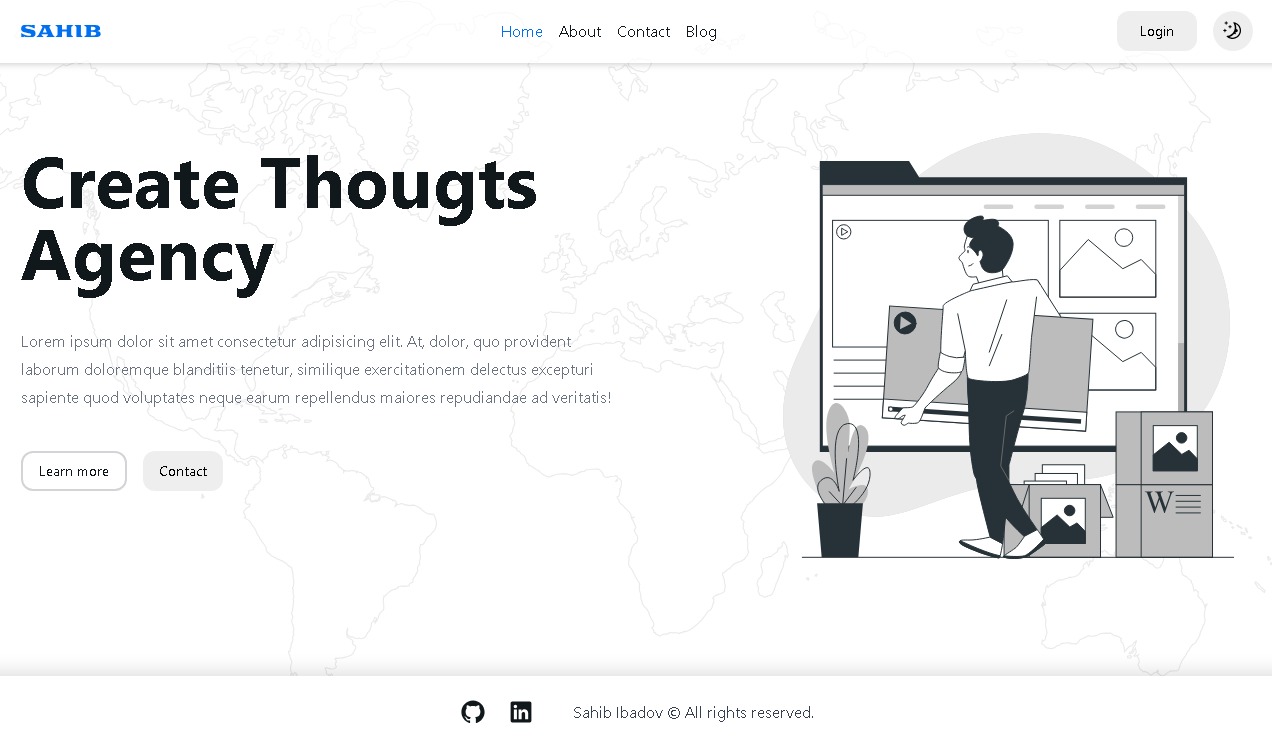 SAHIB
Home About Contact Blog
Login
Create Thougts
Agency
Lorem ipsum dolor sit amet consectetur adipisicing elit. At, dolor, quo provident
laborum doloremque blanditiis tenetur, similique exercitationem delectus excepturi
sapiente quod voluptates neque earum repellendus maiores repudiandae ad veritatis!
Learn more
Contact
W
in
Sahib Ibadov © All rights reserved.